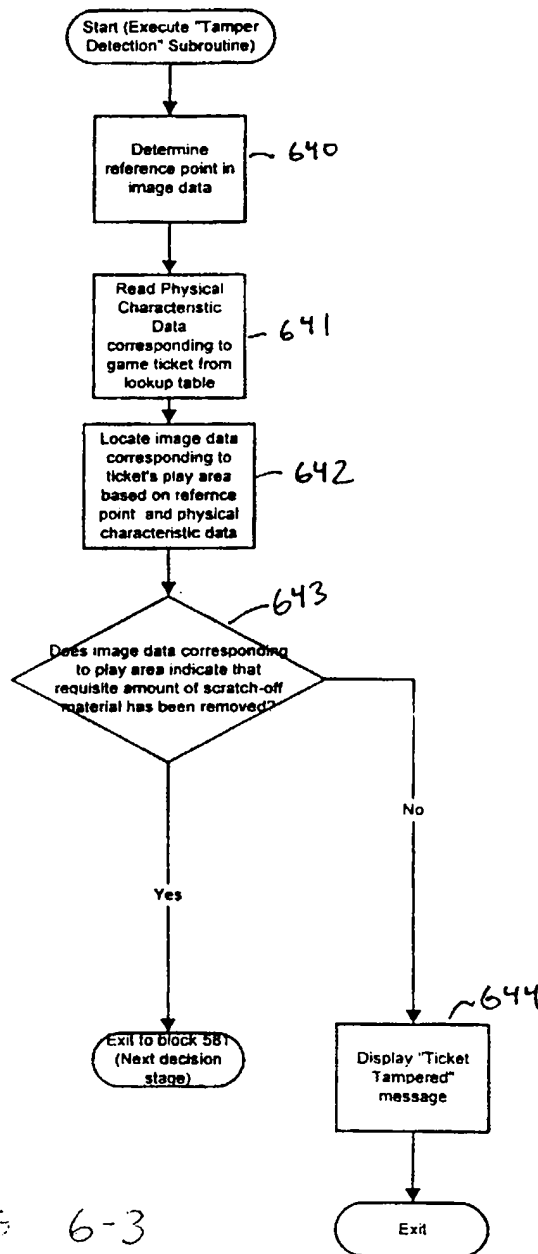 Start (Execute "Tamper
Detection" Subroutine)
Determine
reference point in
image data
640
Read Physical
Characteristic
Data
corresponding to
game ticket from
lookup table
641
Locate image data
corresponding to
ticket's play area
based on refernce
point and physical
characteristic data
642
643
Does image data corresponding
to play area indicate that
requisite amount of scratch-off
material has been removed?
No
Yes
644
Exit to block 581
(Next decision
stage)
Display "Ticket
Tampered"
message
6-3
Exit